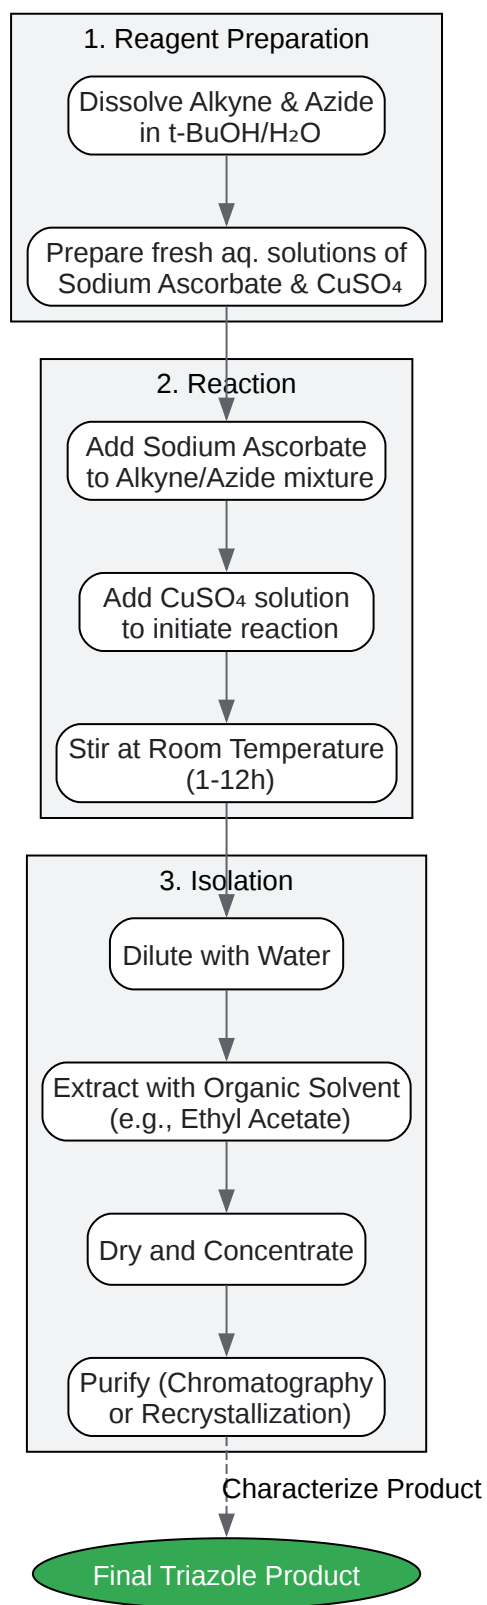 1. Reagent Preparation
Dissolve Alkyne & Azide
in t-BuOH/H₂O
Prepare fresh aq. solutions of
Sodium Ascorbate & CuSO₄
2. Reaction
Add Sodium Ascorbate
to Alkyne/Azide mixture
Add CuSO₄ solution
to initiate reaction
Stir at Room Temperature
(1-12h)
3. Isolation
Dilute with Water
Extract with Organic Solvent
(e.g., Ethyl Acetate)
Dry and Concentrate
Purify (Chromatography
or Recrystallization)
Characterize Product
Final Triazole Product